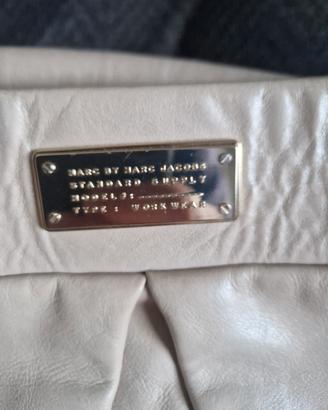 MARC BY MARC JACOBS
STANDARD SUPPLY
MODEL#:
TYPE: WORKWEAR